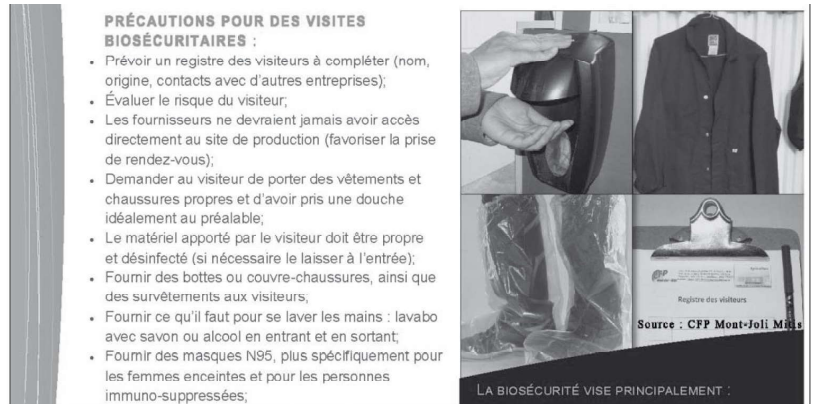 PRÉCAUTIONS POUR DES VISITES
BIOSÉCURITAIRES :
• Prévoir un registre des visiteurs à compléter (nom,
origine, contacts avec d'autres entreprises);
• Évaluer le risque du visiteur;
• Les fournisseurs ne devraient jamais avoir accès
directement au site de production (favoriser la prise
de rendez-vous);
• Demander au visiteur de porter des vêtements et
chaussures propres et d'avoir pris une douche
idéalement au préalable;
• Le matériel apporté par le visiteur doit être propre
et désinfecté (si nécessaire le laisser à l'entrée);
• Fournir des bottes ou couvre-chaussures, ainsi que
des survêtements aux visiteurs;
• Fournir ce qu'il faut pour se laver les mains : lavabo
avec savon ou alcool en entrant et en sortant;
• Fournir des masques N95, plus spécifiquement pour
les femmes enceintes et pour les personnes
immuno-suppressées;
Registre des visiteurs
Source : CFP Mont-Joli Mitis
LA BIOSÉCURITÉ VISE PRINCIPALEMENT :